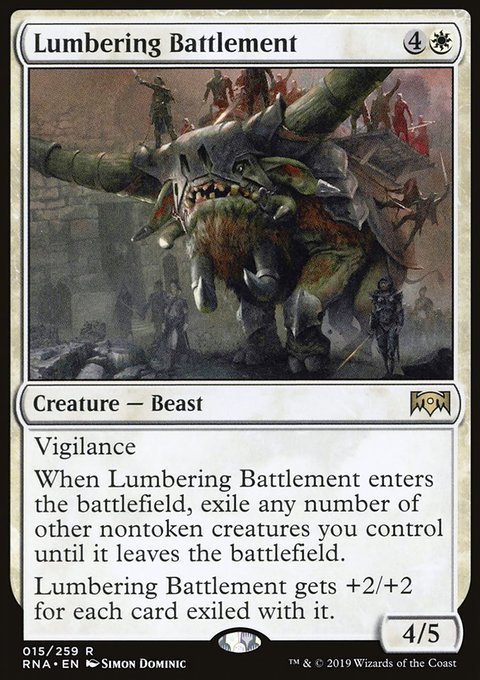 Lumbering Battlement 4
Creature — Beast
Vigilance
When Lumbering Battlement enters
the battlefield, exile any number of
other nontoken creatures you control
until it leaves the battlefield.
Lumbering Battlement gets +2/+2
for each card exiled with it.
4/5
015/259 R
RNA • EN Simon Dominic
™ & © 2019 Wizards of the Coast